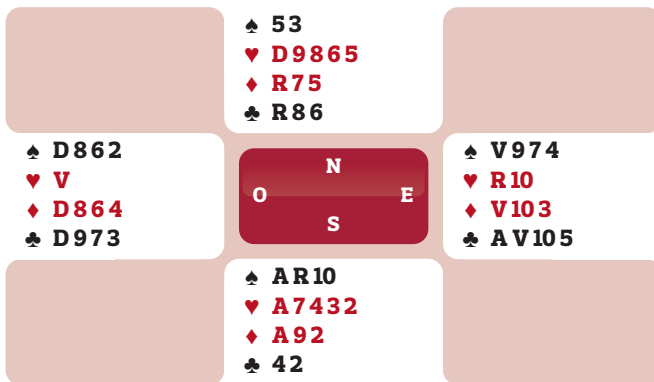 ♠ 53
♥ D9865
♦ R75
♣ R86
♠ D862
♥ V
♦ D864
♣ D973
N
O E
S
♠ V974
♥ R10
♦ V103
♣ AV105
♠ AR10
♥ A7432
♦ A92
♣ 42